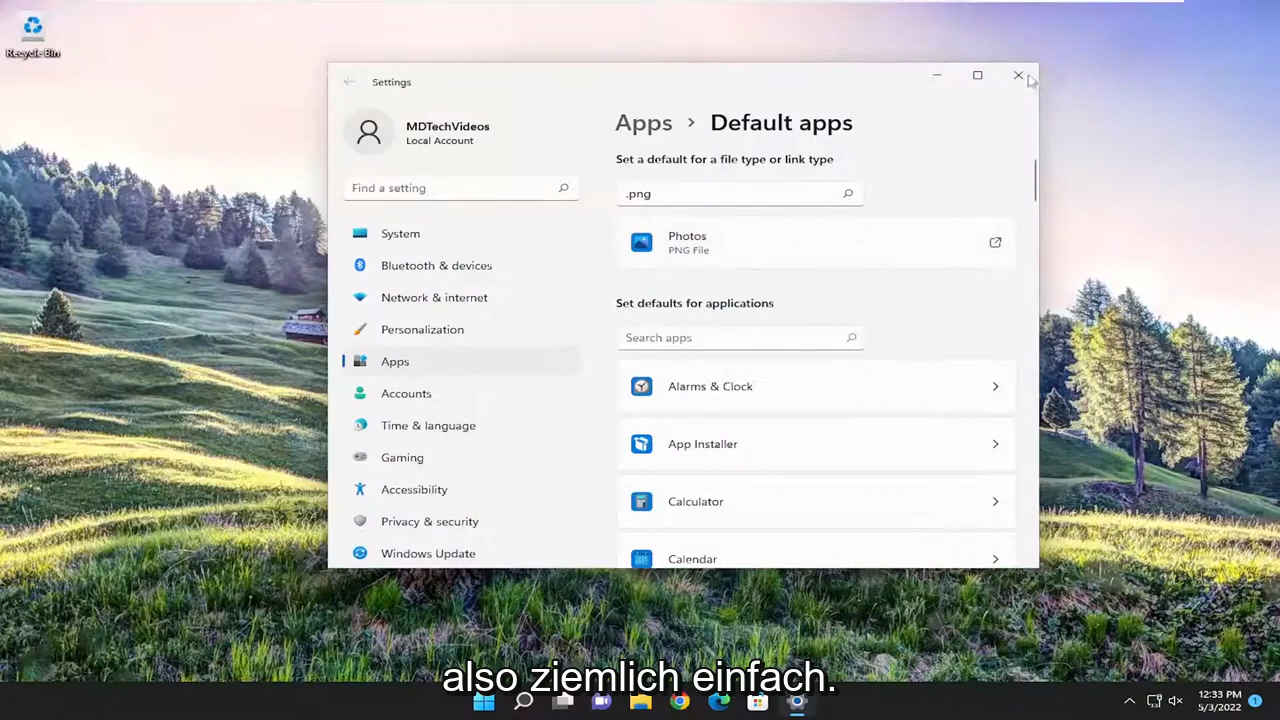 Recycle Bin
Settings
MDTechVideos
Local Account
Find a setting
System
Bluetooth & devices
Network & internet
Personalization
Apps
Accounts
Time & language
Gaming
Accessibility
Privacy & security
Windows Update
Apps > Default apps
Set a default for a file type or link type
.png
Photos
PNG File
Set defaults for applications
Search apps
Alarms & Clock
App Installer
Calculator
Calendar
also ziemlich einfach.
12:33 PM
5/3/2022
1